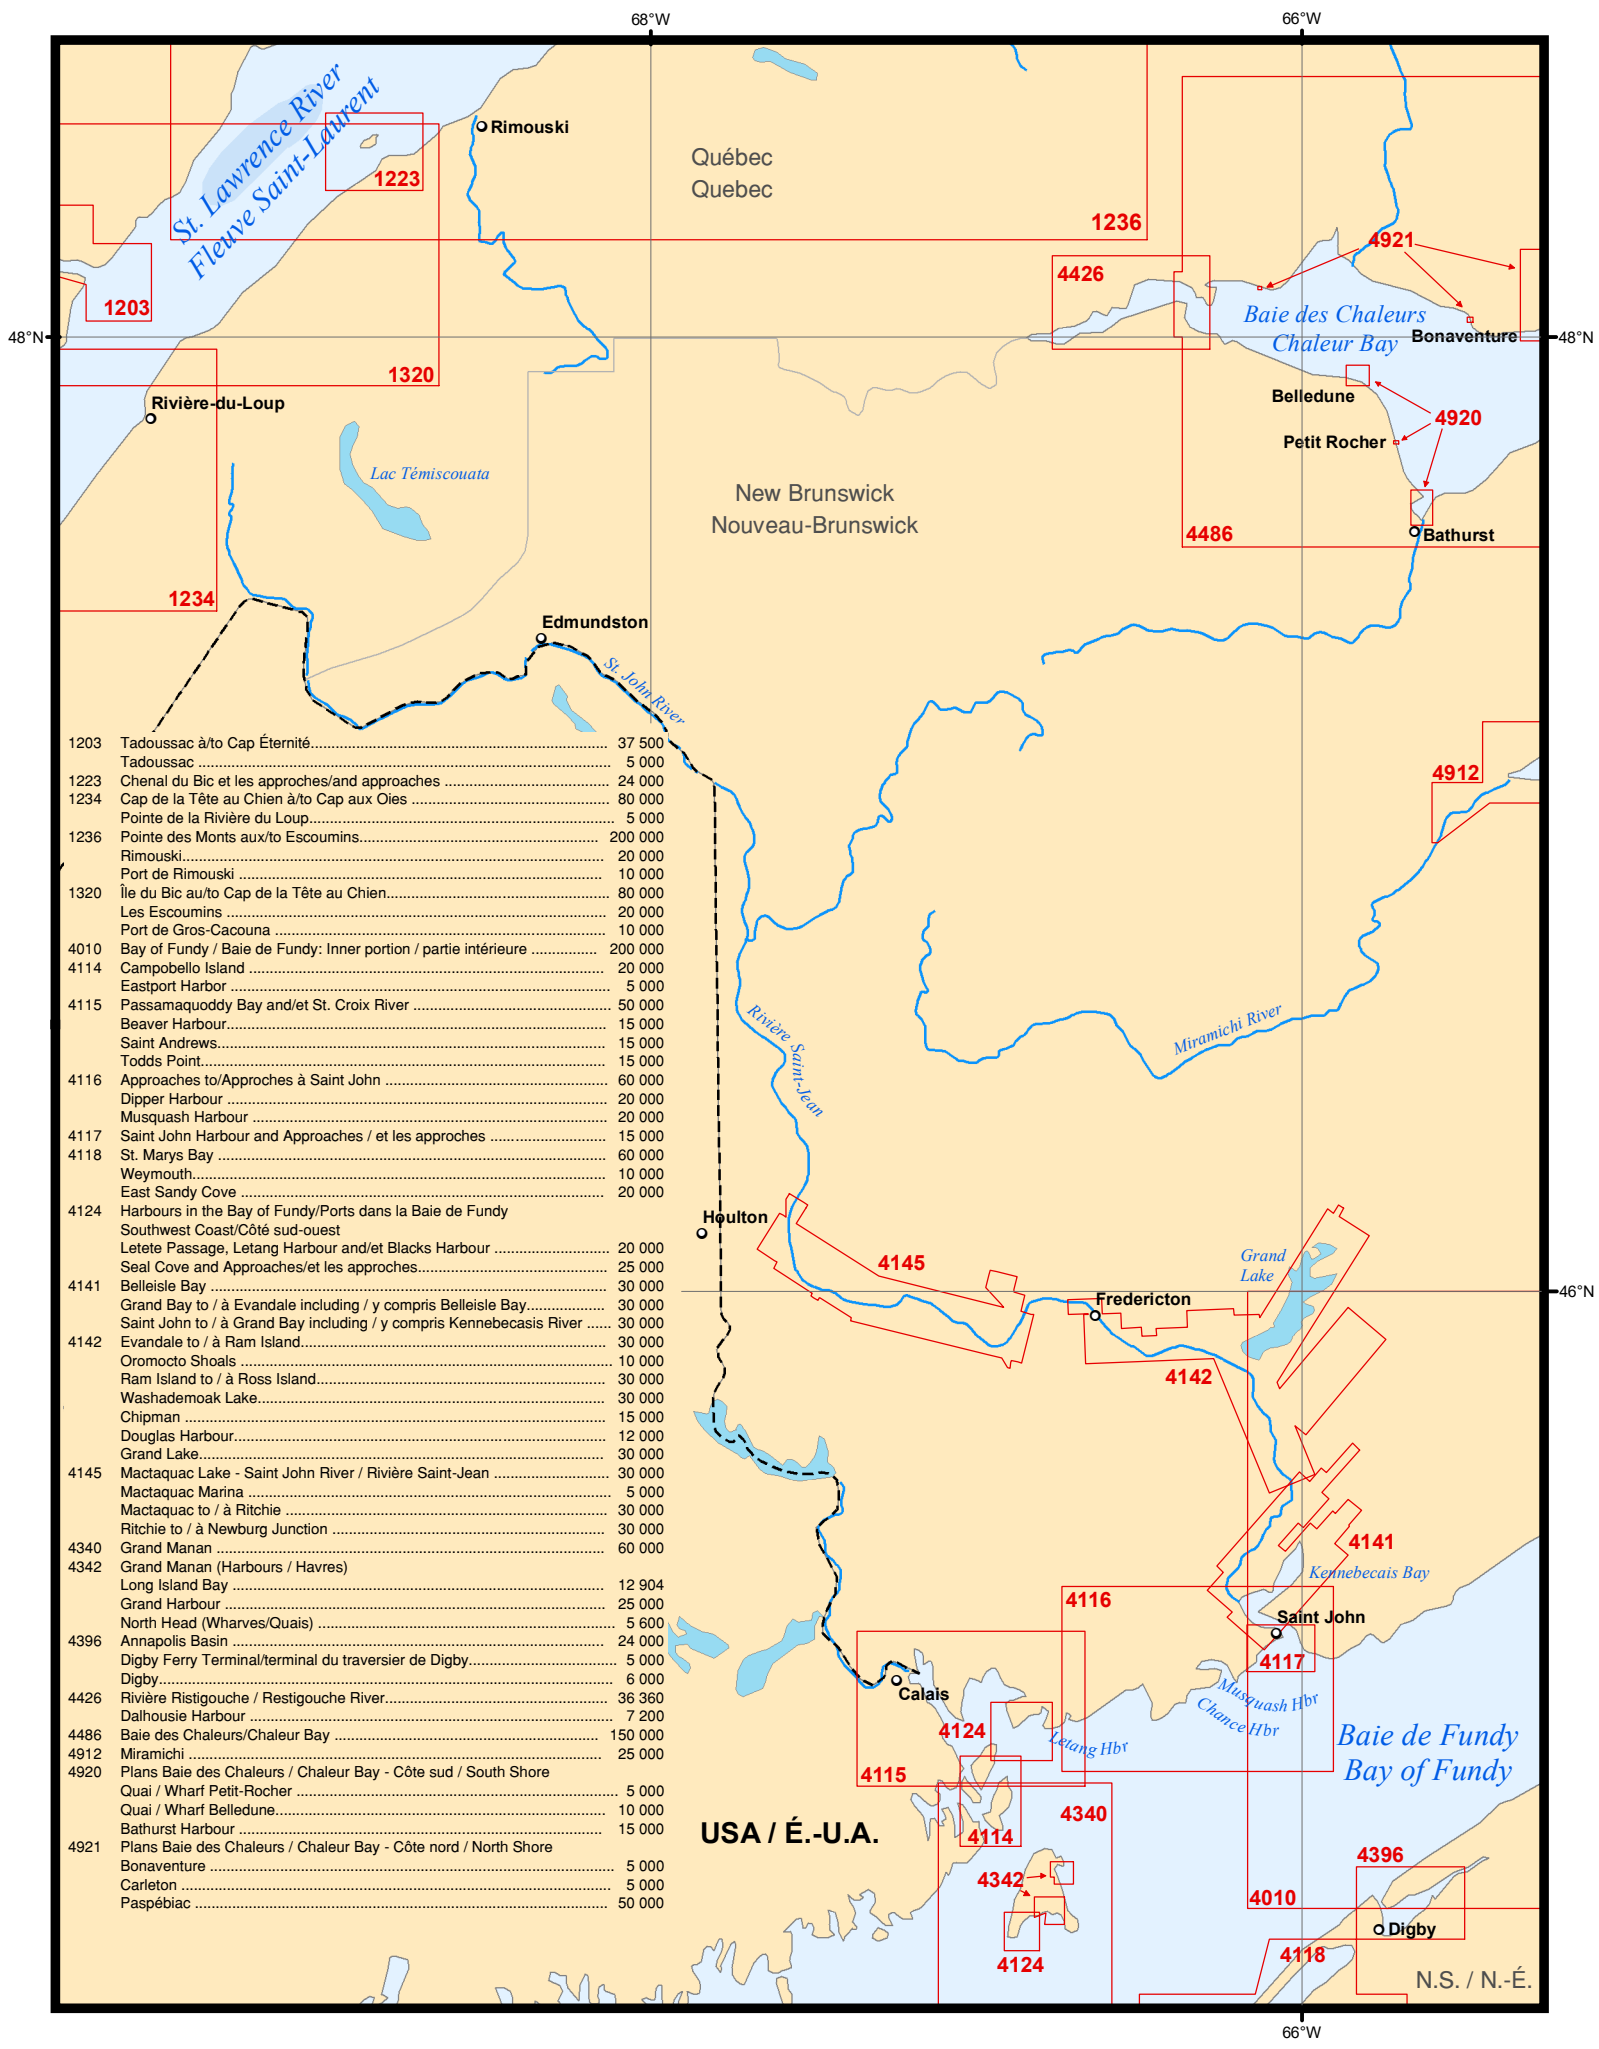 68°W
66°W
St. Lawrence River
Fleuve Saint-Laurent
Rimouski
1223
Québec
Quebec
1236
4921
4426
1203
Baie des Chaleurs
Chaleur Bay
Bonaventure
48°N
48°N
1320
Rivière-du-Loup
Belledune
4920
Petit Rocher
Lac Témiscouata
New Brunswick
Nouveau-Brunswick
4486
Bathurst
1234
Edmundston
St. John River
4912
1203 Tadoussac à/to Cap Éternité 37 500
Tadoussac 5 000
1223 Chenal du Bic et les approches/and approaches 24 000
1234 Cap de la Tête au Chien à/to Cap aux Oies 80 000
Pointe de la Rivière du Loup 5 000
1236 Pointe des Monts aux/to Escoumins 200 000
Rimouski 20 000
Port de Rimouski 10 000
1320 Île du Bic au/to Cap de la Tête au Chien 80 000
Les Escoumins 20 000
Port de Gros-Cacouna 10 000
4010 Bay of Fundy / Baie de Fundy: Inner portion / partie intérieure 200 000
4114 Campobello Island 20 000
Eastport Harbor 5 000
4115 Passamaquoddy Bay and/et St. Croix River 50 000
Beaver Harbour 15 000
Saint Andrews 15 000
Todds Point 15 000
4116 Approaches to/Approches à Saint John 60 000
Dipper Harbour 20 000
Musquash Harbour 20 000
4117 Saint John Harbour and Approaches / et les approches 15 000
4118 St. Marys Bay 60 000
Weymouth 10 000
East Sandy Cove 20 000
4124 Harbours in the Bay of Fundy/Ports dans la Baie de Fundy
Southwest Coast/Côté sud-ouest
Letete Passage, Letang Harbour and/et Blacks Harbour 20 000
Seal Cove and Approaches/et les approches 25 000
4141 Belleisle Bay 30 000
Grand Bay to / à Evandale including / y compris Belleisle Bay 30 000
Saint John to / à Grand Bay including / y compris Kennebecasis River 30 000
4142 Evandale to / à Ram Island 30 000
Oromocto Shoals 10 000
Ram Island to / à Ross Island 30 000
Washademoak Lake 30 000
Chipman 15 000
Douglas Harbour 12 000
Grand Lake 30 000
4145 Mactaquac Lake - Saint John River / Rivière Saint-Jean 30 000
Mactaquac Marina 5 000
Mactaquac to / à Ritchie 30 000
Ritchie to / à Newburg Junction 30 000
4340 Grand Manan 60 000
4342 Grand Manan (Harbours / Havres)
Long Island Bay 12 904
Grand Harbour 25 000
North Head (Wharves/Quais) 5 600
4396 Annapolis Basin 24 000
Digby Ferry Terminal/terminal du traversier de Digby 5 000
Digby 6 000
4426 Rivière Ristigouche / Restigouche River 36 360
Dalhousie Harbour 7 200
4486 Baie des Chaleurs/Chaleur Bay 150 000
4912 Miramichi 25 000
4920 Plans Baie des Chaleurs / Chaleur Bay - Côte sud / South Shore
Quai / Wharf Petit-Rocher 5 000
Quai / Wharf Belledune 10 000
Bathurst Harbour 15 000
4921 Plans Baie des Chaleurs / Chaleur Bay - Côte nord / North Shore
Bonaventure 5 000
Carleton 5 000
Paspébiac 50 000
Rivière Saint-Jean
Miramichi River
Houlton
4145
Grand
Lake
46°N
Fredericton
4142
4141
Kennebecais Bay
4116
Saint John
4117
Calais
Musquash Hbr
Chance Hbr
4124
Letang Hbr
Baie de Fundy
Bay of Fundy
4115
4340
USA / É.-U.A.
4114
4396
4342
4010
Digby
4118
4124
N.S. / N.-É.
66°W